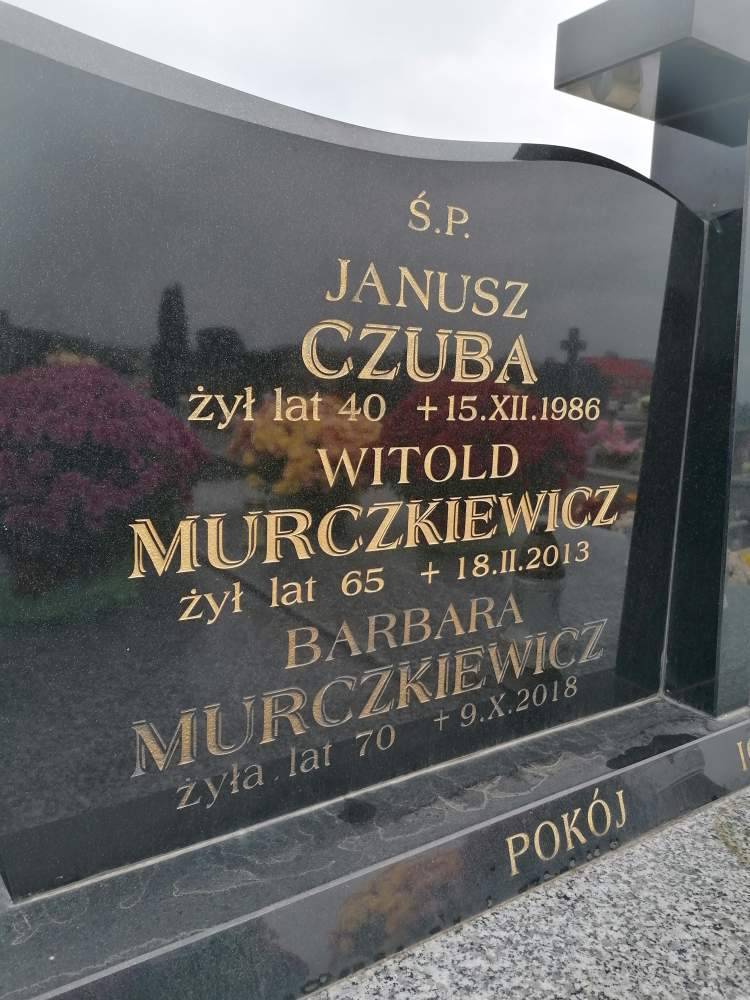 Ś.P.
JANUSZ
CZUBA
żył lat 40 + 15.XII.1986
WITOLD
MURCZKIEWICZ
żył lat 65 + 18.II.2013
BARBARA
MURCZKIEWICZ
żyła lat 70 + 9.X.2018
POKÓJ